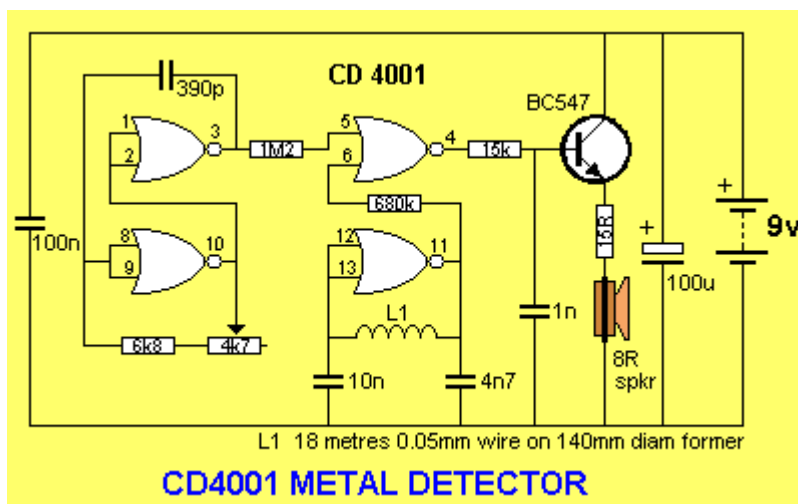 390p
CD 4001
BC547
1
2
3
1M2
5
6
4
15k
680k
100n
8
9
10
12
13
11
15R
+
100u
+
9v
L1
6k8
4k7
10n
4n7
1n
8R
spkr
L1 18 metres 0.05mm wire on 140mm diam former
CD4001 METAL DETECTOR